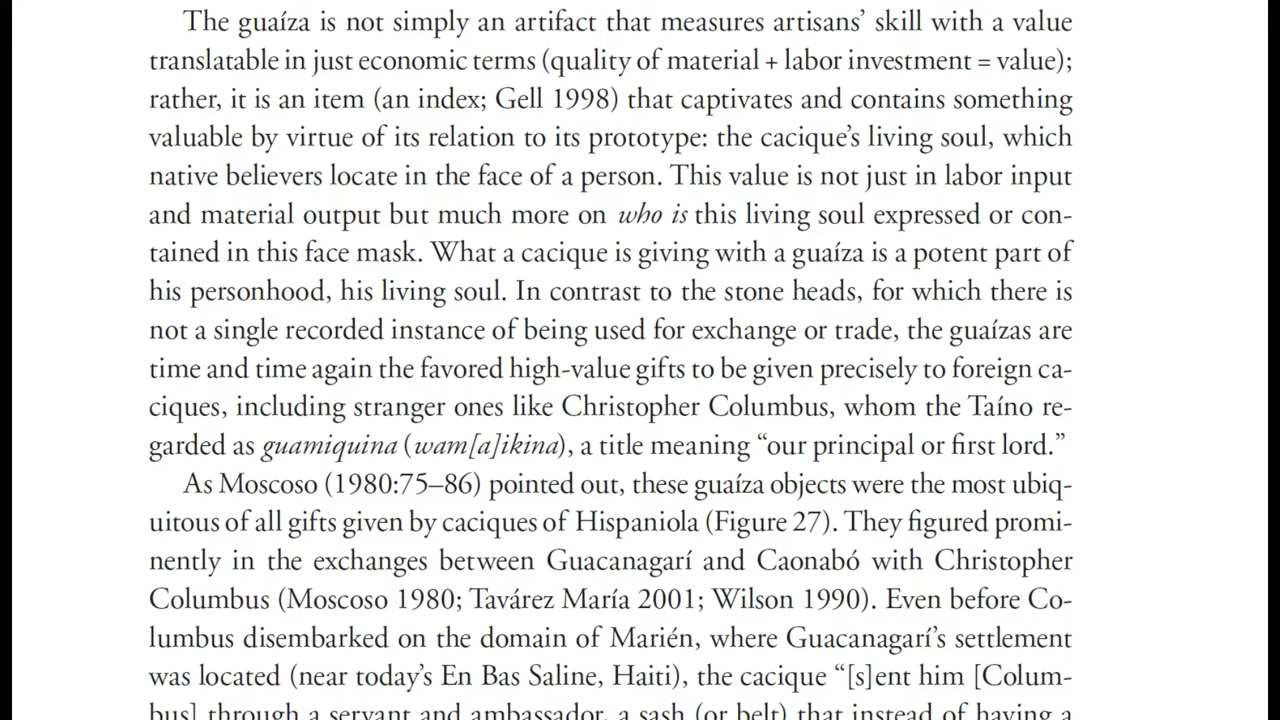 The guaíza is not simply an artifact that measures artisans’ skill with a value
translatable in just economic terms (quality of material + labor investment = value);
rather, it is an item (an index; Gell 1998) that captivates and contains something
valuable by virtue of its relation to its prototype: the cacique’s living soul, which
native believers locate in the face of a person. This value is not just in labor input
and material output but much more on who is this living soul expressed or con-
tained in this face mask. What a cacique is giving with a guaíza is a potent part of
his personhood, his living soul. In contrast to the stone heads, for which there is
not a single recorded instance of being used for exchange or trade, the guaízas are
time and time again the favored high-value gifts to be given precisely to foreign ca-
ciques, including stranger ones like Christopher Columbus, whom the Taíno re-
garded as guamiquina (wam[a]ikina), a title meaning “our principal or first lord.”
As Moscoso (1980:75–86) pointed out, these guaíza objects were the most ubiq-
uitous of all gifts given by caciques of Hispaniola (Figure 27). They figured promi-
nently in the exchanges between Guacanagarí and Caonabó with Christopher
Columbus (Moscoso 1980; Tavárez María 2001; Wilson 1990). Even before Co-
lumbus disembarked on the domain of Marién, where Guacanagarí’s settlement
was located (near today’s En Bas Saline, Haiti), the cacique “[s]ent him [Colum-
bus] through a servant and ambassador, a sash (or belt) that instead of having a